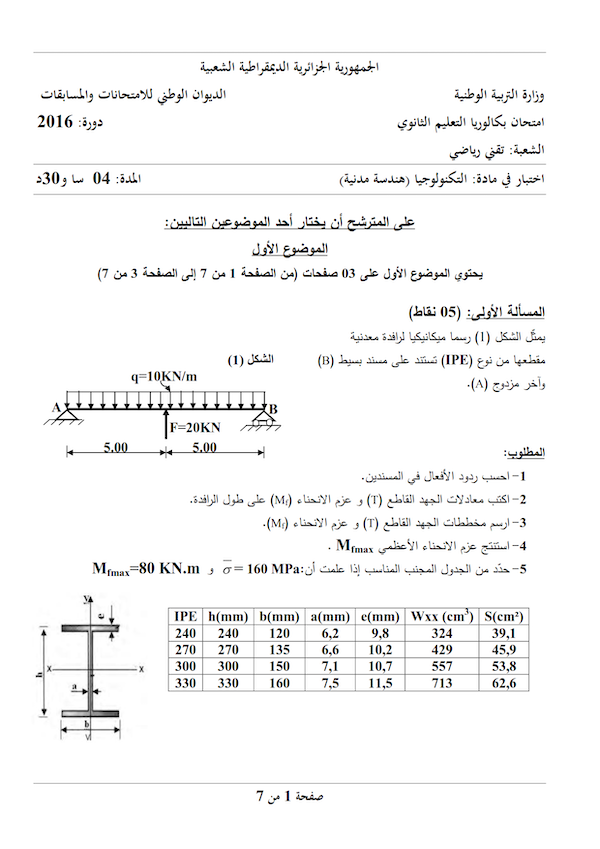 الجمهورية الجزائرية الديمقراطية الشعبية
وزارة التربية الوطنية الديوان الوطني للامتحانات والمسابقات
امتحان بكالوريا التعليم الثانوي دورة: 2016
الشعبة: تقني رياضي
اختبار في مادة: التكنولوجيا (هندسة مدنية) المدة: 04 سا و30د
على المترشح أن يختار أحد الموضوعين التاليين:
الموضوع الأول
يحتوي الموضوع الأول على 03 صفحات (من الصفحة 1 من 7 إلى الصفحة 3 من 7)
المسألة الأولى: (05 نقاط)
يمثّل الشكل (1) رسما ميكانيكيا لرافدة معدنية
مقطعها من نوع (IPE) تستند على مسند بسيط (B)
وآخر مزدوج (A).
الشكل (1)
q=10KN/m
A B
F=20KN
5.00 5.00
المطلوب:
1- احسب ردود الأفعال في المسندين.
2- اكتب معادلات الجهد القاطع (T) و عزم الانحناء (Mf) على طول الرافدة.
3- ارسم مخططات الجهد القاطع (T) و عزم الانحناء (Mf).
4- استنتج عزم الانحناء الأعظمي Mfmax .
5- حدّد من الجدول المجنب المناسب إذا علمت أن: σ̅ = 160 MPa و Mfmax=80 KN.m
y
e
h
x x
a
b
y
IPE h(mm) b(mm) a(mm) e(mm) Wxx (cm³) S(cm²)
240 240 120 6,2 9,8 324 39,1
270 270 135 6,6 10,2 429 45,9
300 300 150 7,1 10,7 557 53,8
330 330 160 7,5 11,5 713 62,6
صفحة 1 من 7